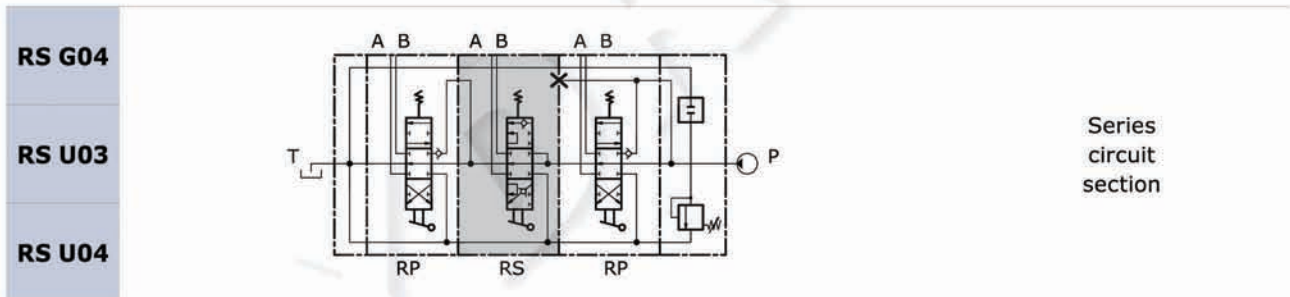 RS G04
RS U03
RS U04
A B A B A B
T
P
RP RS RP
Series
circuit
section